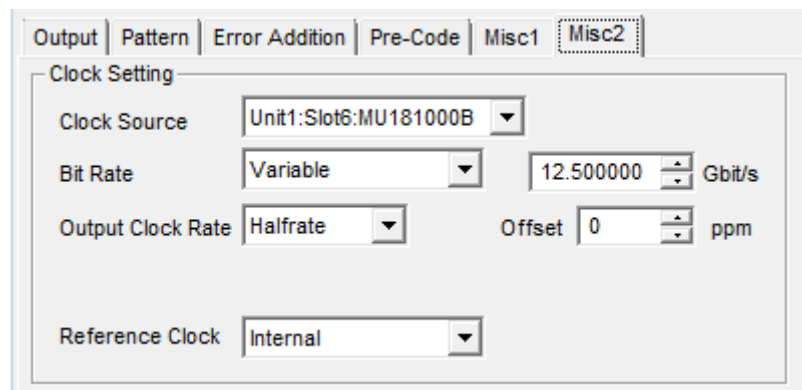 Output Pattern Error Addition Pre-Code Misc1 Misc2
Clock Setting
Clock Source Unit1:Slot6:MU181000B
Bit Rate Variable 12.500000 Gbit/s
Output Clock Rate Halfrate Offset 0 ppm
Reference Clock Internal